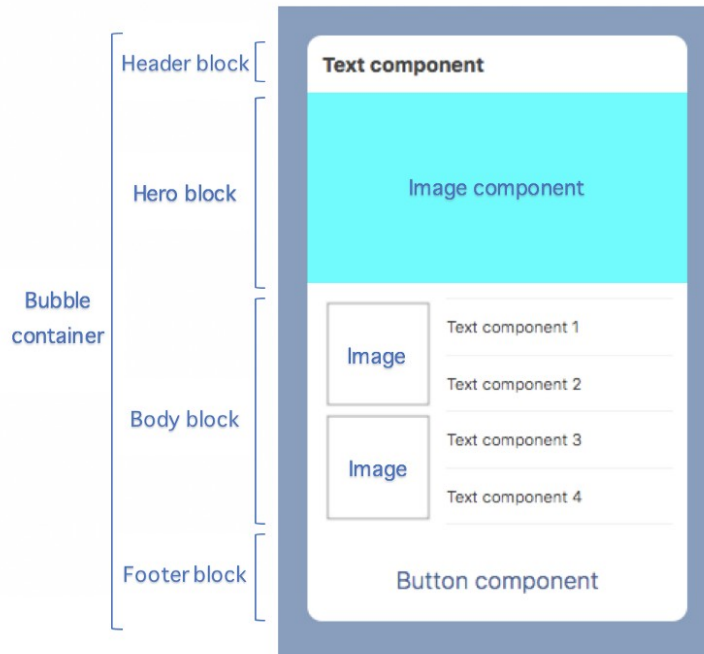 Header block
Text component
Hero block
Image component
Bubble
container
Body block
Image
Text component 1
Text component 2
Image
Text component 3
Text component 4
Footer block
Button component